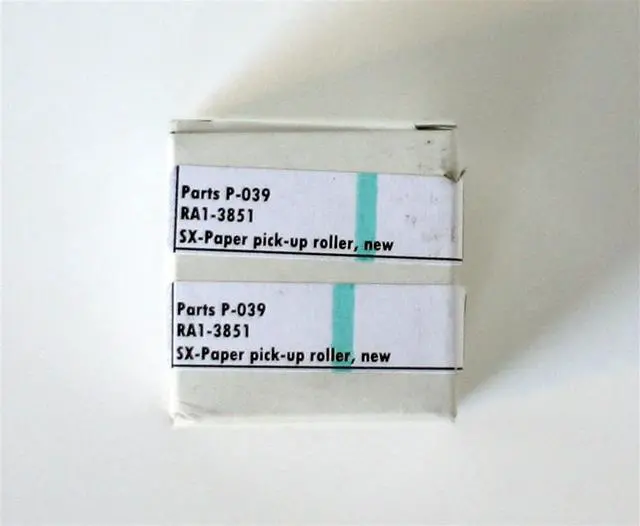 Parts P-039
RA1-3851
SX-Paper pick-up roller, new
Parts P-039
RA1-3851
SX-Paper pick-up roller, new